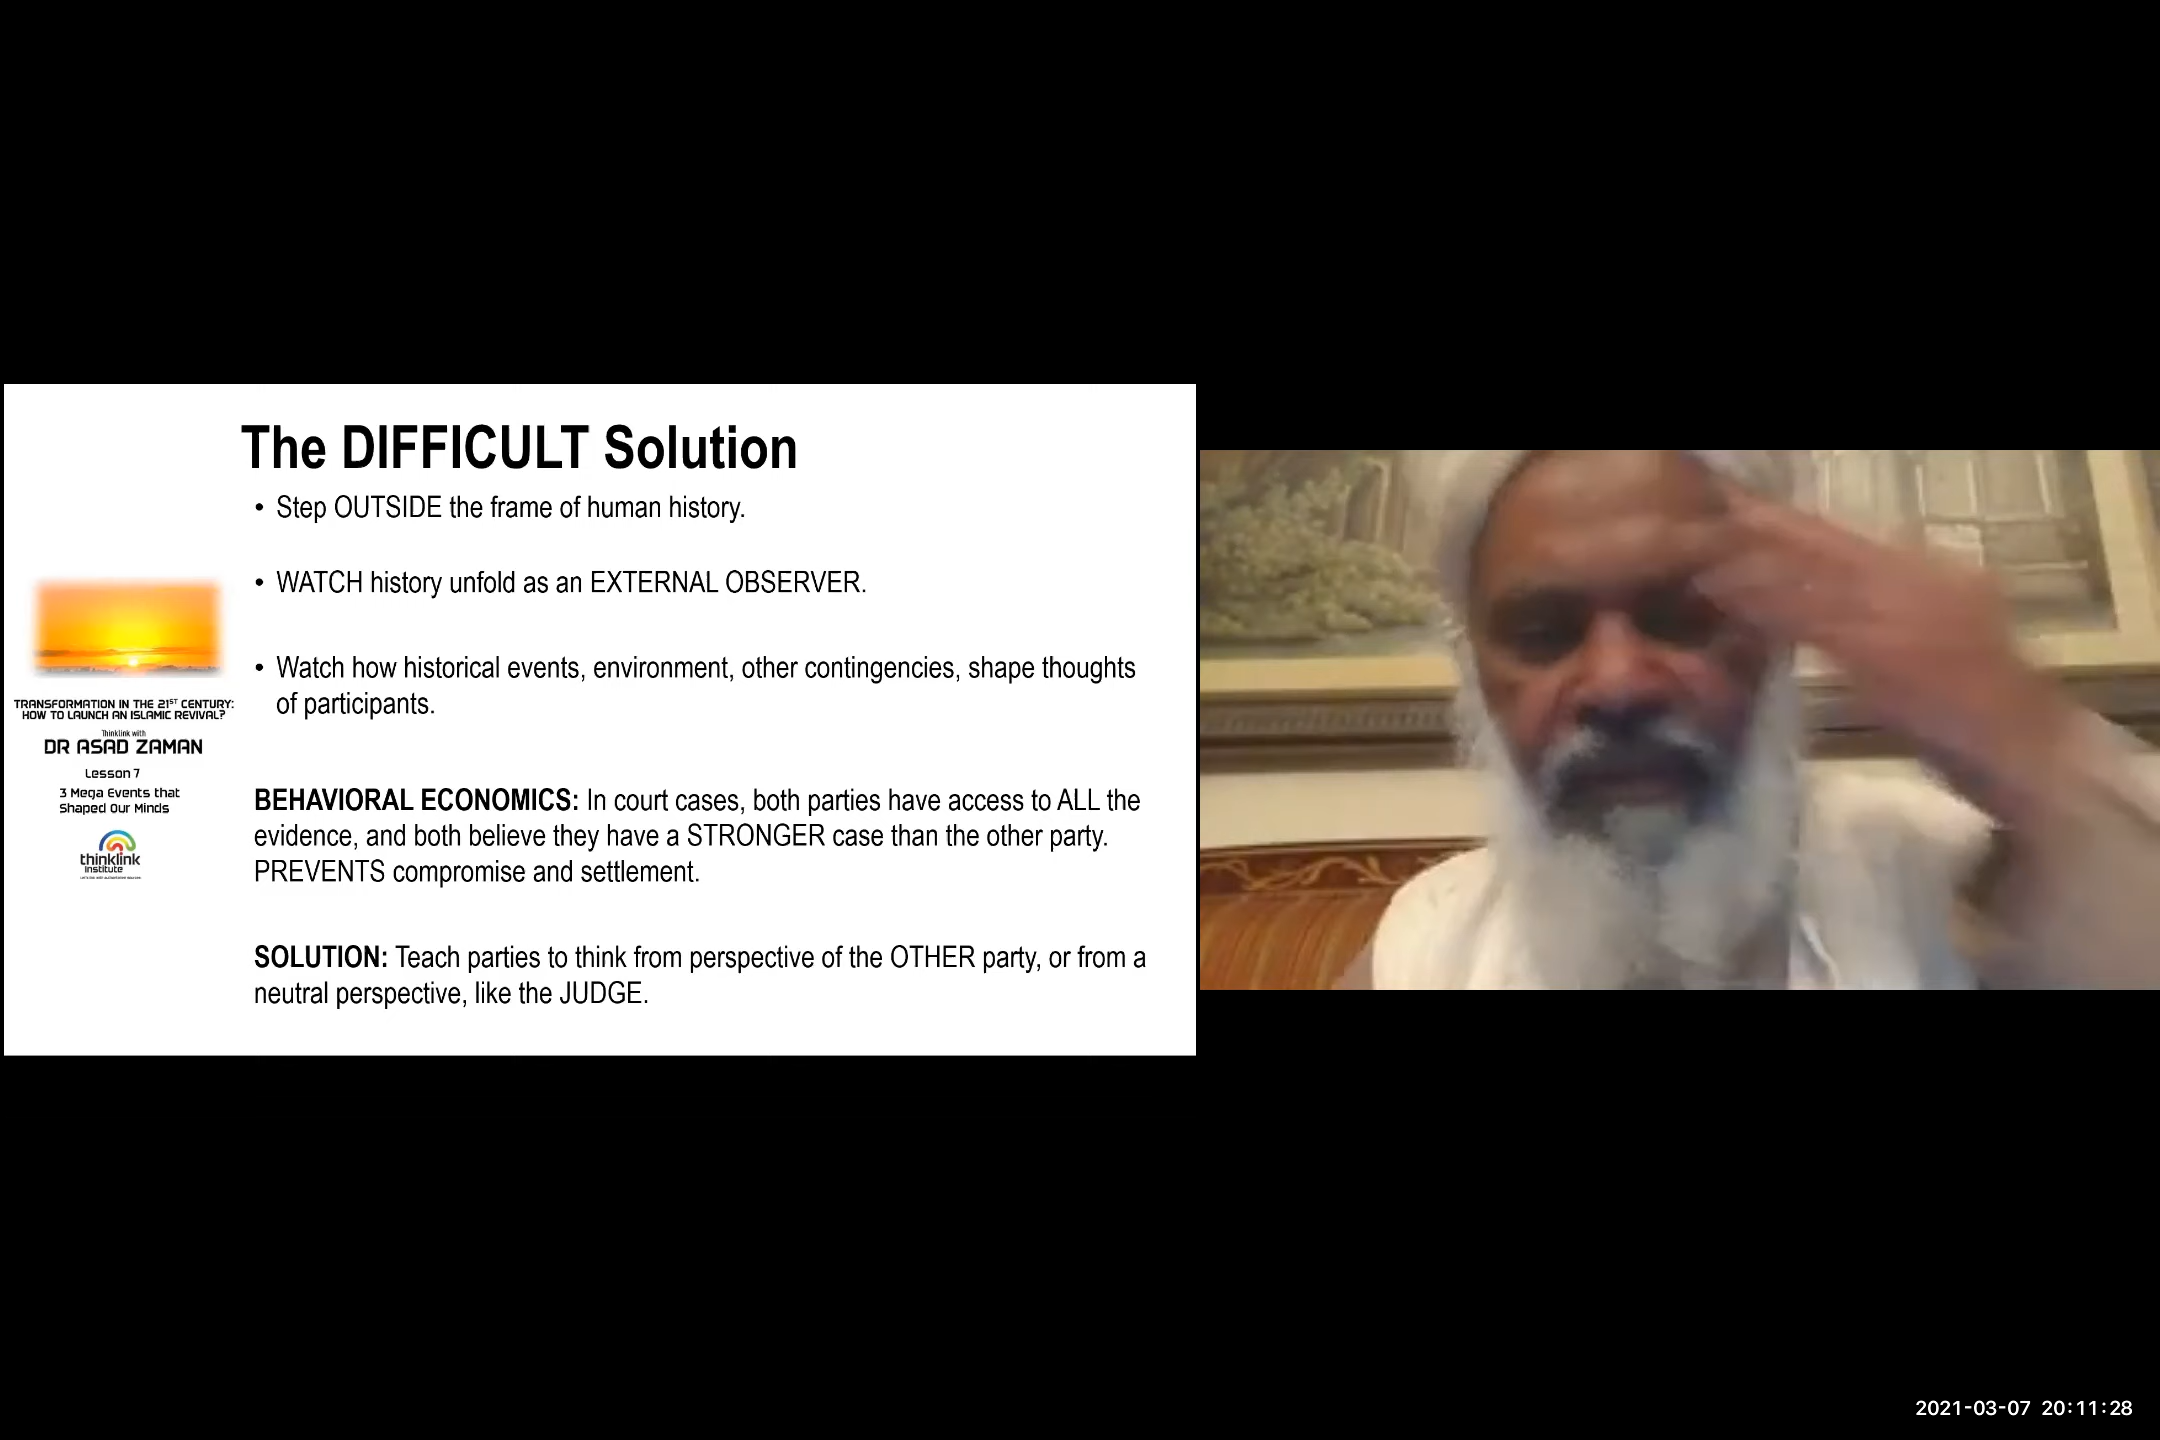 The DIFFICULT Solution
• Step OUTSIDE the frame of human history.
• WATCH history unfold as an EXTERNAL OBSERVER.
• Watch how historical events, environment, other contingencies, shape thoughts
of participants.
BEHAVIORAL ECONOMICS: In court cases, both parties have access to ALL the
evidence, and both believe they have a STRONGER case than the other party.
PREVENTS compromise and settlement.
SOLUTION: Teach parties to think from perspective of the OTHER party, or from a
neutral perspective, like the JUDGE.
TRANSFORMATION IN THE 21ST CENTURY:
HOW TO LAUNCH AN ISLAMIC REVIVAL?
Thinklink with
DR ASAD ZAMAN
Lesson 7
3 Mega Events that
Shaped Our Minds
thinklink
institute
2021-03-07 20:11:28